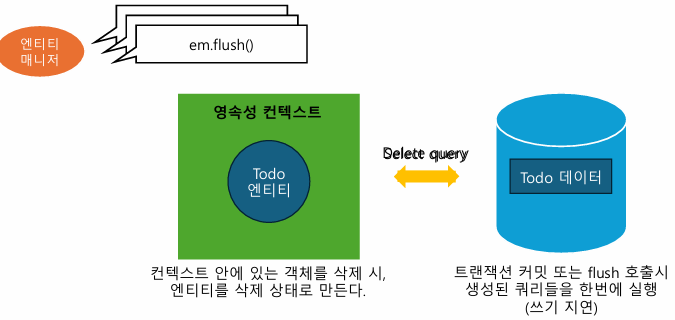 엔티티
매니저
em.flush()
영속성 컨텍스트
Todo
엔티티
query
Todo 데이터
컨텍스트 안에 있는 객체를 삭제 시,
엔티티를 삭제 상태로 만든다.
트랜잭션 커밋 또는 flush 호출시
생성된 쿼리들을 한번에 실행
(쓰기 지연)